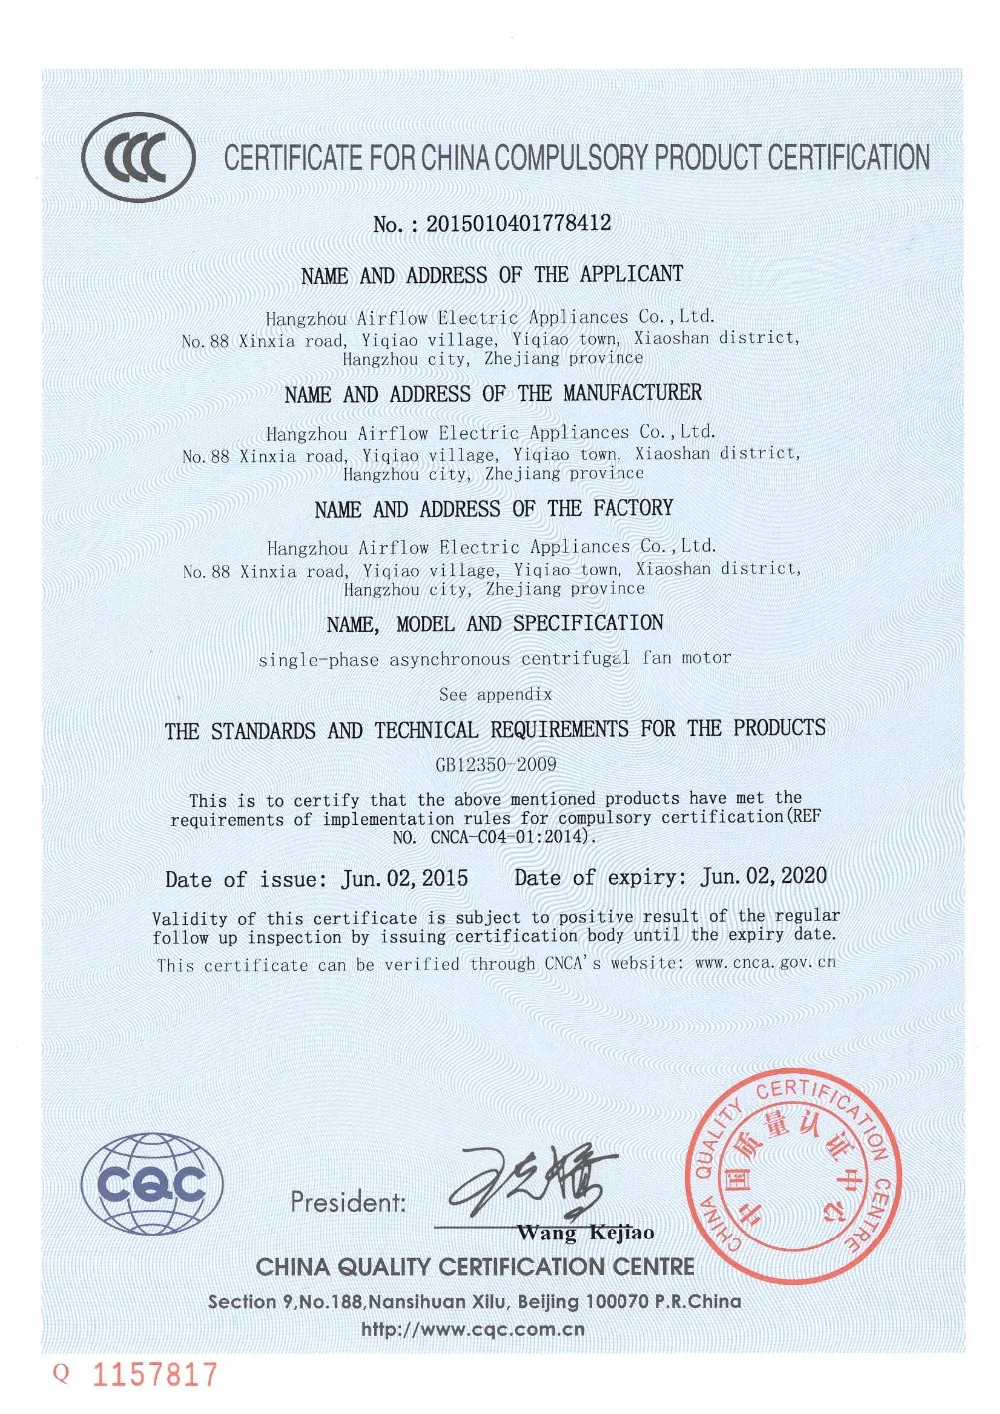 CCC
CERTIFICATE FOR CHINA COMPULSORY PRODUCT CERTIFICATION
No. : 2015010401778412
NAME AND ADDRESS OF THE APPLICANT
Hangzhou Airflow Electric Appliances Co.,Ltd.
No.88 Xinxia road, Yiqiao village, Yiqiao town, Xiaoshan district,
Hangzhou city, Zhejiang province
NAME AND ADDRESS OF THE MANUFACTURER
Hangzhou Airflow Electric Appliances Co.,Ltd.
No.88 Xinxia road, Yiqiao village, Yiqiao town, Xiaoshan district,
Hangzhou city, Zhejiang province
NAME AND ADDRESS OF THE FACTORY
Hangzhou Airflow Electric Appliances Co.,Ltd.
No.88 Xinxia road, Yiqiao village, Yiqiao town, Xiaoshan district,
Hangzhou city, Zhejiang province
NAME, MODEL AND SPECIFICATION
single-phase asynchronous centrifugal fan motor
See appendix
THE STANDARDS AND TECHNICAL REQUIREMENTS FOR THE PRODUCTS
GB12350-2009
This is to certify that the above mentioned products have met the
requirements of implementation rules for compulsory certification(REF
NO. CNCA-C04-01:2014).
Date of issue: Jun.02,2015 Date of expiry: Jun.02,2020
Validity of this certificate is subject to positive result of the regular
follow up inspection by issuing certification body until the expiry date.
This certificate can be verified through CNCA's website: www.cnca.gov.cn
CHINA QUALITY CERTIFICATION CENTRE
中国质量认证中心
CQC
President:
Wang Kejiao
CHINA QUALITY CERTIFICATION CENTRE
Section 9,No.188,Nansihuan Xilu, Beijing 100070 P.R.China
http://www.cqc.com.cn
Q 1157817